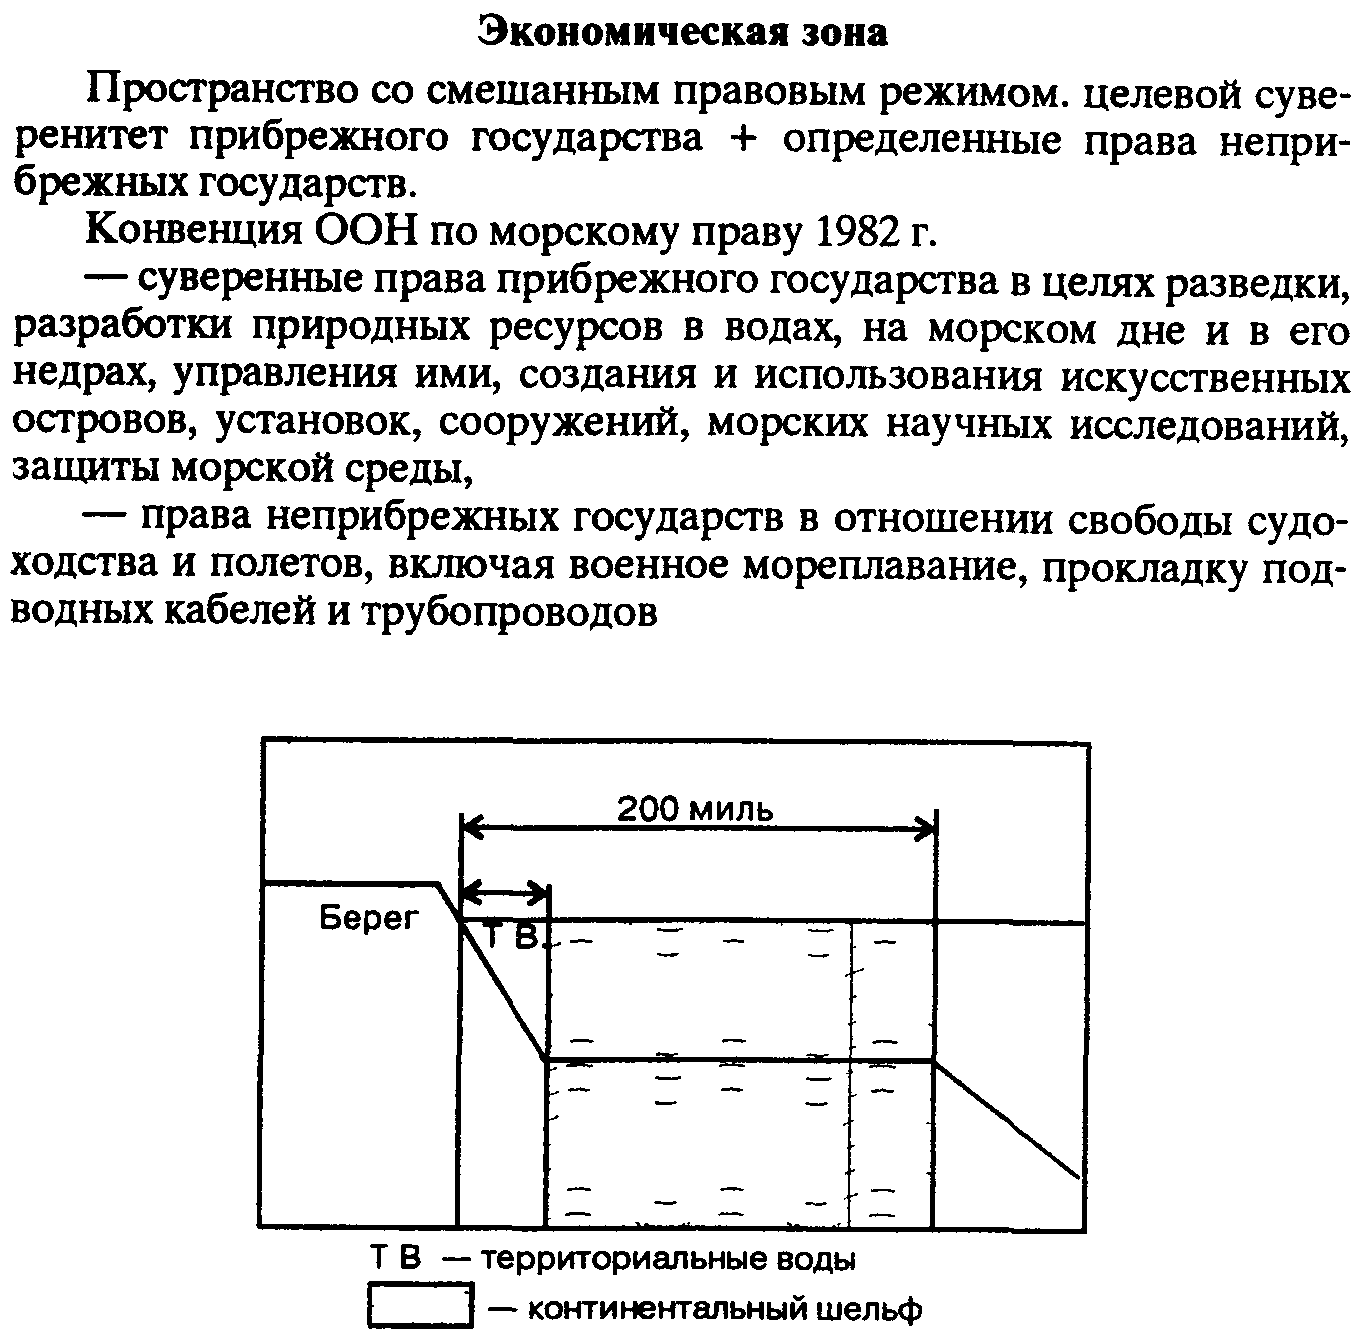 Экономическая зона
Пространство со смешанным правовым режимом. целевой суве-
ренитет прибрежного государства + определенные права непри-
брежных государств.
Конвенция ООН по морскому праву 1982 г.
— суверенные права прибрежного государства в целях разведки,
разработки природных ресурсов в водах, на морском дне и в его
недрах, управления ими, создания и использования искусственных
островов, установок, сооружений, морских научных исследований,
защиты морской среды,
— права неприбрежных государств в отношении свободы судо-
ходства и полетов, включая военное мореплавание, прокладку под-
водных кабелей и трубопроводов
200 миль
Берег
Т В.
Т В — территориальные воды
— континентальный шельф